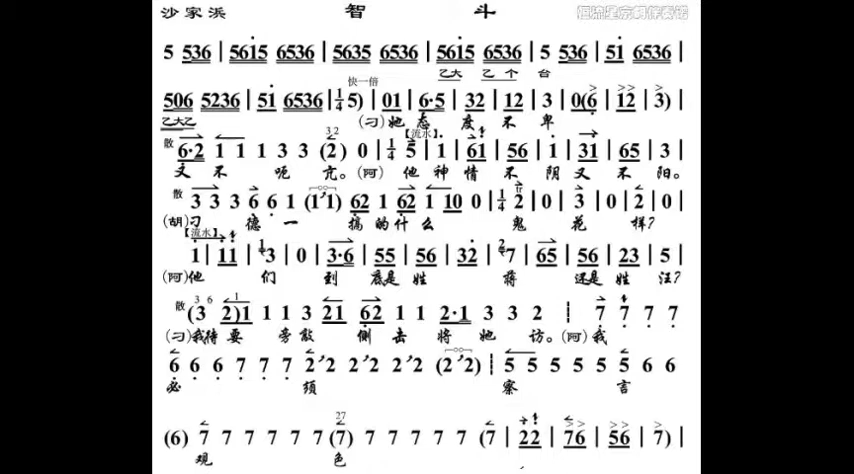 沙家浜 智 斗
5 536 | 5615 6536 | 5635 6536 | 5615 6536 | 5 536 | 51 6536 |
乙大 乙个 台
快一倍
506 5236 | 51 6536 | 1/4 5) | 01 | 6·5 | 32 | 12 | 3 | 0(6 | 12 | 3) |
乙大乙 (刁)她态度不卑
散 32 【流水】
6·2 1 1 1 3 3 (2) 0 | 1/4 5 | 1 | 61 | 56 | 1 | 31 | 65 | 3 |
又不呃亢。(阿)他神情不阴又不阳。
散 3 3 3 6 6 1 (1 1) 62 1 62 1 10 0 | 1/4 2 | 0 | 3 | 0 | 2 | 0 |
(胡)刁德一搞的什么鬼花样?
【流水】
1 | 11 | 3 | 0 | 3·6 | 55 | 56 | 32 | 7 | 65 | 56 | 23 | 5 |
(阿)他们到底是姓蒋还是姓汪?
散 (3 2)1 1 1 3 21 62 1 1 2·1 3 3 2 7 7 7 7
(刁)我待要旁敲侧击将她访。(阿)我
6 6 6 7 7 7 2 2 2 2 2 2 (2 2) 5 5 5 5 5 5 6 6
必须察言
27
(6) 7 7 7 7 7 7 (7) 7 7 7 7 7 (7 | 22 | 76 | 56 | 7) |
观色